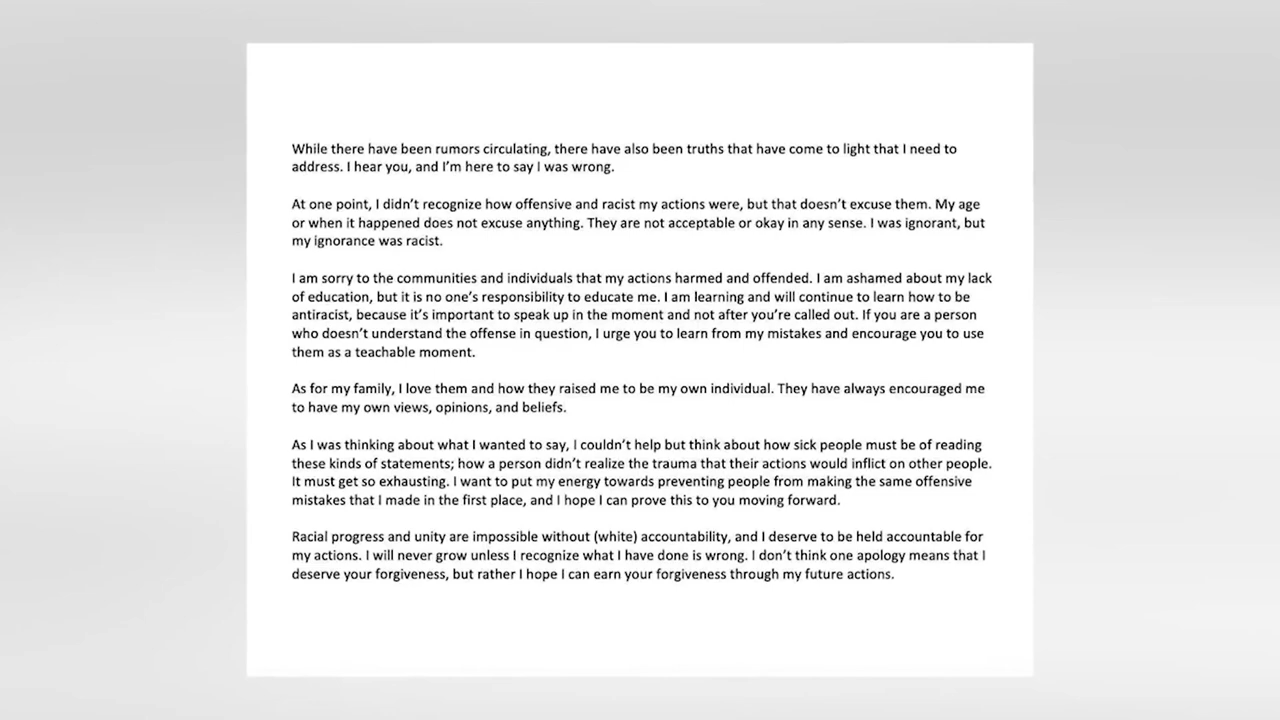 While there have been rumors circulating, there have also been truths that have come to light that I need to
address. I hear you, and I’m here to say I was wrong.
At one point, I didn’t recognize how offensive and racist my actions were, but that doesn’t excuse them. My age
or when it happened does not excuse anything. They are not acceptable or okay in any sense. I was ignorant, but
my ignorance was racist.
I am sorry to the communities and individuals that my actions harmed and offended. I am ashamed about my lack
of education, but it is no one’s responsibility to educate me. I am learning and will continue to learn how to be
antiracist, because it’s important to speak up in the moment and not after you’re called out. If you are a person
who doesn’t understand the offense in question, I urge you to learn from my mistakes and encourage you to use
them as a teachable moment.
As for my family, I love them and how they raised me to be my own individual. They have always encouraged me
to have my own views, opinions, and beliefs.
As I was thinking about what I wanted to say, I couldn’t help but think about how sick people must be of reading
these kinds of statements; how a person didn’t realize the trauma that their actions would inflict on other people.
It must get so exhausting. I want to put my energy towards preventing people from making the same offensive
mistakes that I made in the first place, and I hope I can prove this to you moving forward.
Racial progress and unity are impossible without (white) accountability, and I deserve to be held accountable for
my actions. I will never grow unless I recognize what I have done is wrong. I don’t think one apology means that I
deserve your forgiveness, but rather I hope I can earn your forgiveness through my future actions.